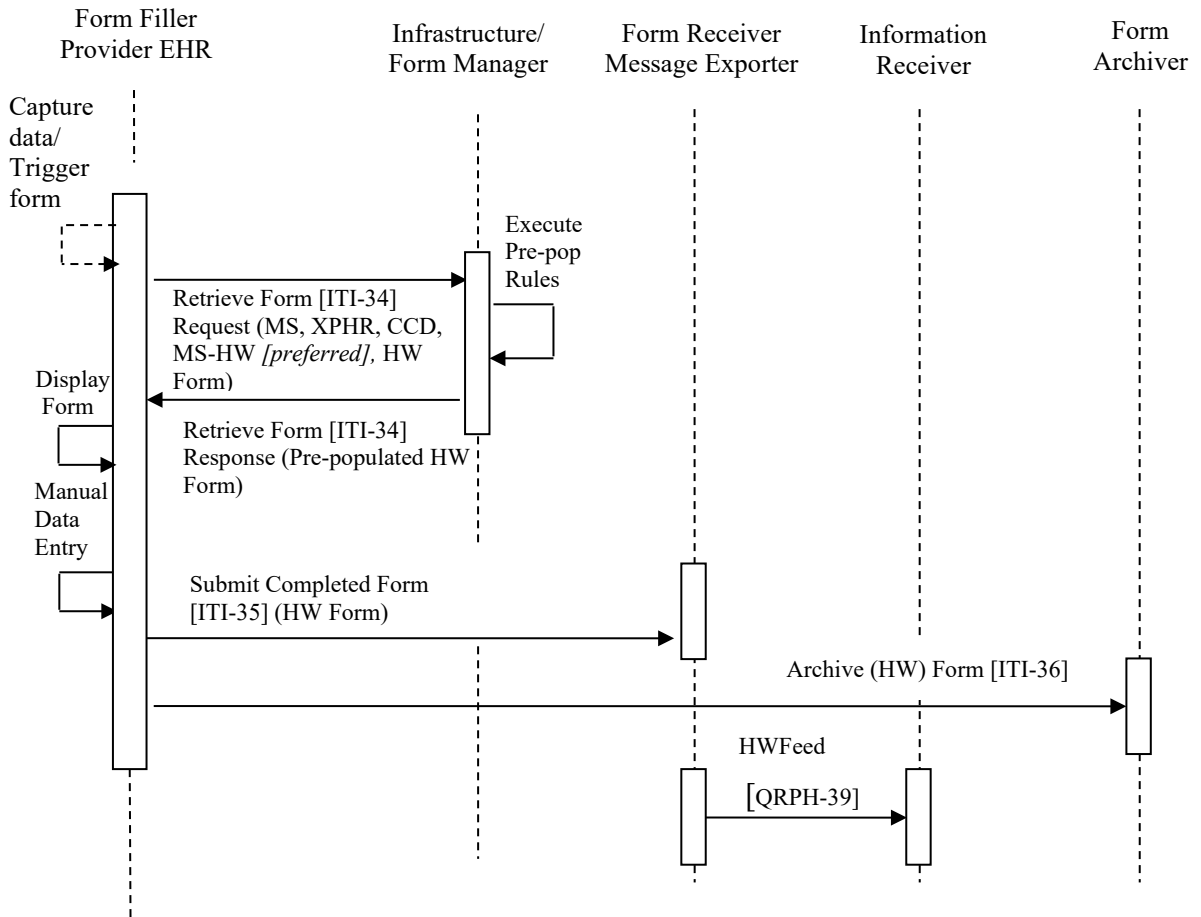 Form Filler
Provider EHR
Infrastructure/
Form Manager
Form Receiver
Message Exporter
Information
Receiver
Form
Archiver
Capture
data/
Trigger
form
Execute
Pre-pop
Rules
Retrieve Form [ITI-34]
Request (MS, XPHR, CCD,
MS-HW [preferred], HW
Form)
Display
Form
Retrieve Form [ITI-34]
Response (Pre-populated HW
Form)
Manual
Data
Entry
Submit Completed Form
[ITI-35] (HW Form)
Archive (HW) Form [ITI-36]
HWFeed
[QRPH-39]